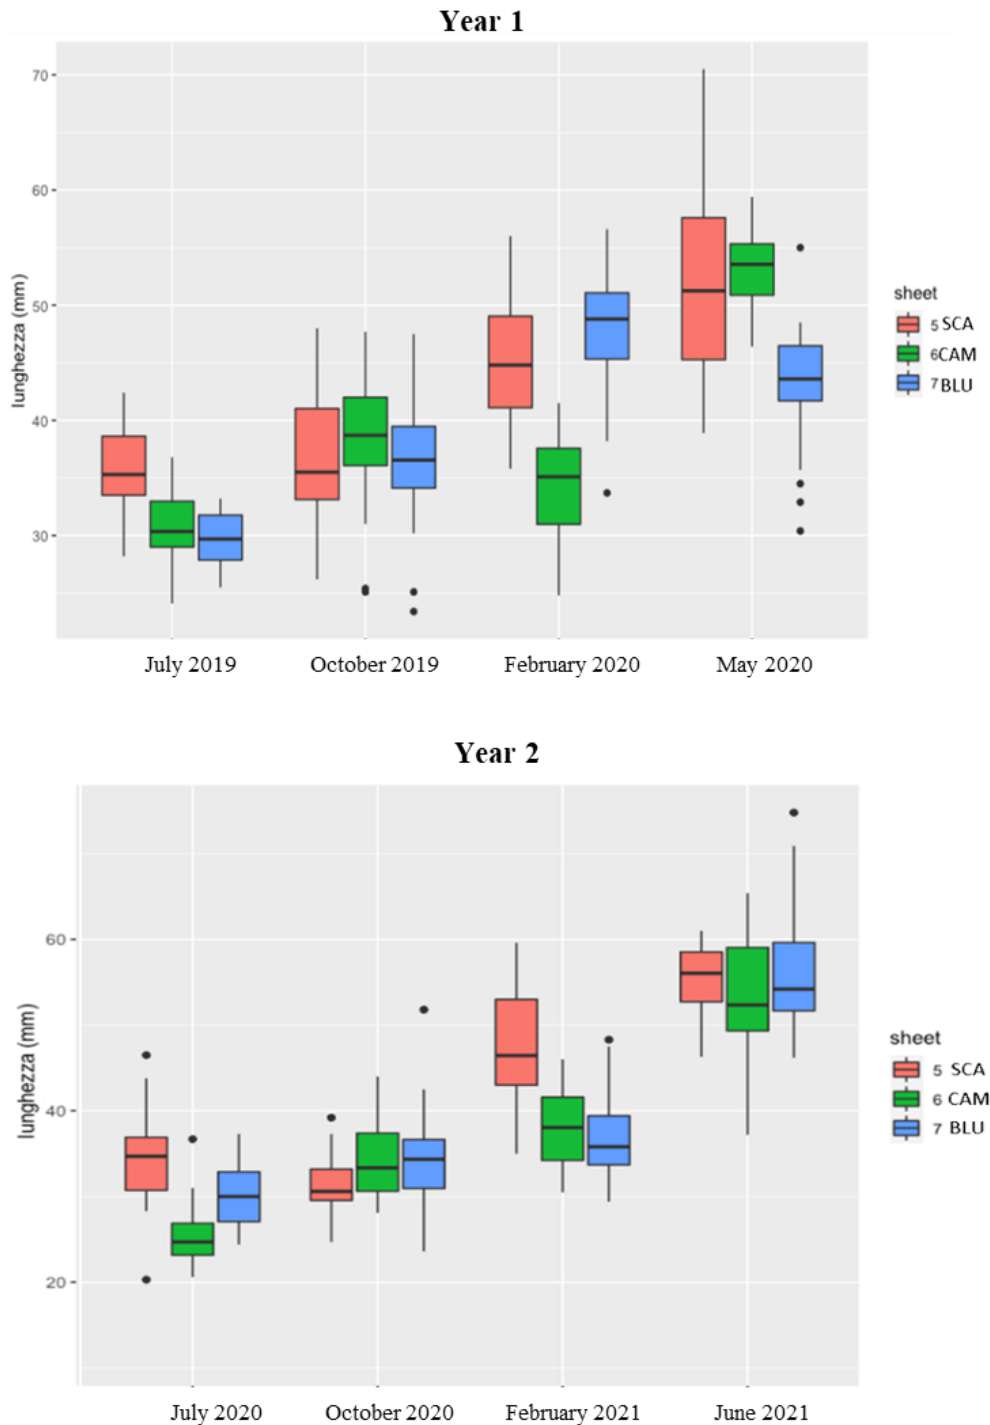 Year 1
70
60
50
40
30
lunghezza (mm)
July 2019 October 2019 February 2020 May 2020
sheet
5 SCA
6CAM
7BLU
Year 2
60
40
20
lunghezza (mm)
July 2020 October 2020 February 2021 June 2021
sheet
5 SCA
6 CAM
7 BLU